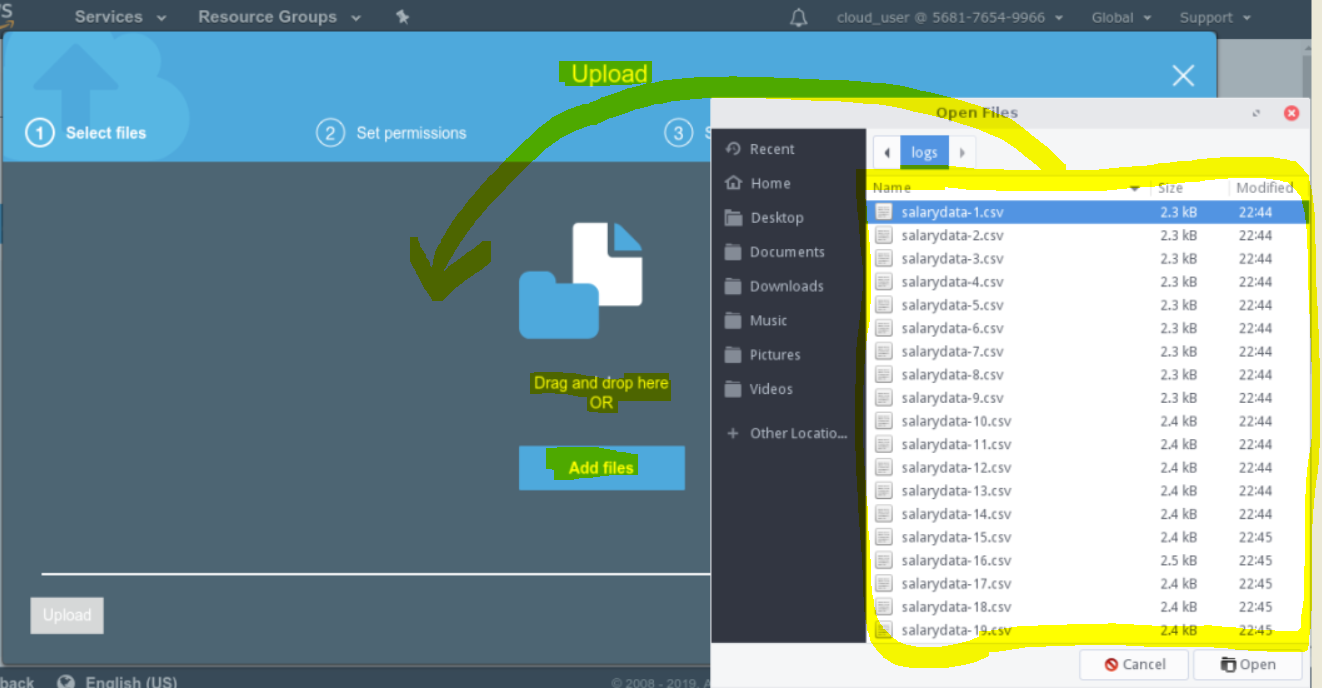 Services
Resource Groups
cloud_user @ 5681-7654-9966
Global
Support
Upload
1 Select files
2 Set permissions
3
Drag and drop here
OR
Add files
Upload
Open Files
Recent
Home
Desktop
Documents
Downloads
Music
Pictures
Videos
+ Other Locatio...
logs
Name Size Modified
salarydata-1.csv 2.3 kB 22:44
salarydata-2.csv 2.3 kB 22:44
salarydata-3.csv 2.3 kB 22:44
salarydata-4.csv 2.3 kB 22:44
salarydata-5.csv 2.3 kB 22:44
salarydata-6.csv 2.3 kB 22:44
salarydata-7.csv 2.3 kB 22:44
salarydata-8.csv 2.3 kB 22:44
salarydata-9.csv 2.3 kB 22:44
salarydata-10.csv 2.4 kB 22:44
salarydata-11.csv 2.4 kB 22:44
salarydata-12.csv 2.4 kB 22:44
salarydata-13.csv 2.4 kB 22:44
salarydata-14.csv 2.4 kB 22:44
salarydata-15.csv 2.4 kB 22:45
salarydata-16.csv 2.5 kB 22:45
salarydata-17.csv 2.4 kB 22:45
salarydata-18.csv 2.4 kB 22:45
salarydata-19.csv 2.4 kB 22:45
Cancel
Open
back
English (US)
© 2008 - 2019, A